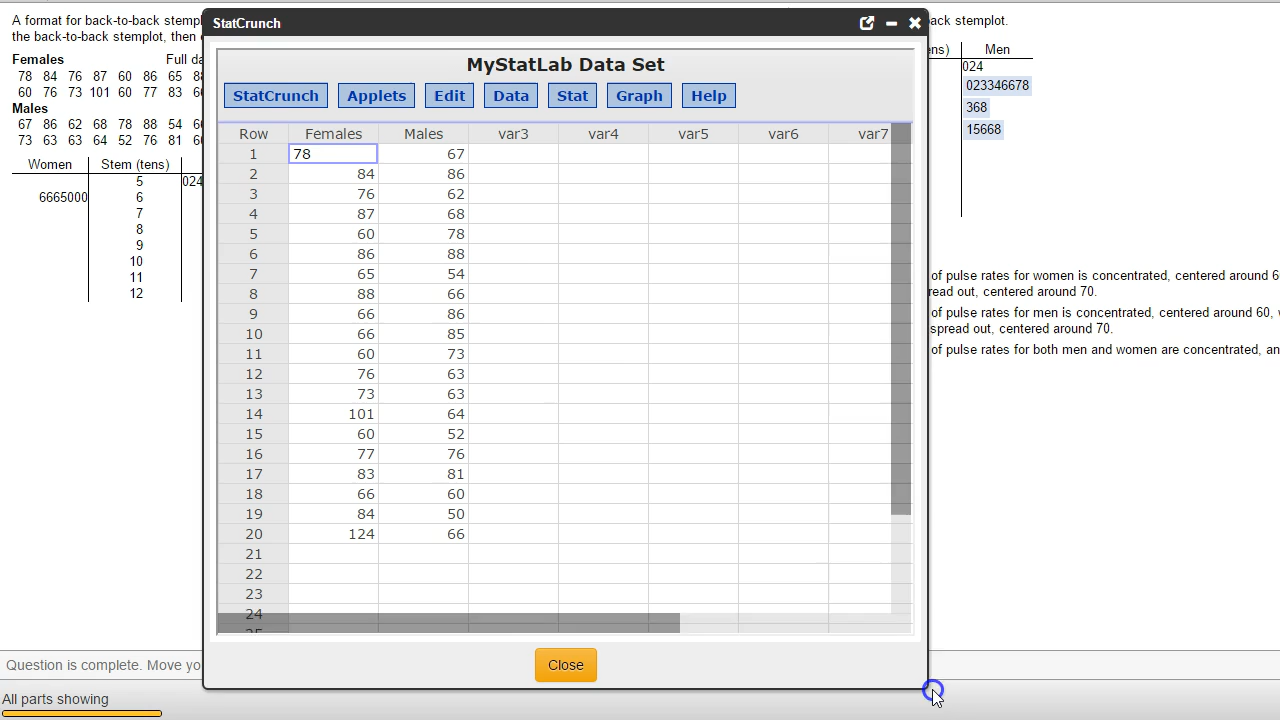 A format for back-to-back stemp
the back-to-back stemplot, then
Females Full da
78 84 76 87 60 86 65 88
60 76 73 101 60 77 83 66
Males
67 86 62 68 78 88 54 6
73 63 63 64 52 76 81 6
Women Stem (tens)
5 024
6665000 6
7
8
9
10
11
12
StatCrunch
MyStatLab Data Set
StatCrunch Applets Edit Data Stat Graph Help
Row Females Males var3 var4 var5 var6 var7
1 78 67
2 84 86
3 76 62
4 87 68
5 60 78
6 86 88
7 65 54
8 88 66
9 66 86
10 66 85
11 60 73
12 76 63
13 73 63
14 101 64
15 60 52
16 77 76
17 83 81
18 66 60
19 84 50
20 124 66
21
22
23
24
25
Close
ack stemplot.
ns) Men
024
023346678
368
15668
of pulse rates for women is concentrated, centered around 6
read out, centered around 70.
of pulse rates for men is concentrated, centered around 60,
spread out, centered around 70.
of pulse rates for both men and women are concentrated, an
Question is complete. Move yo
All parts showing